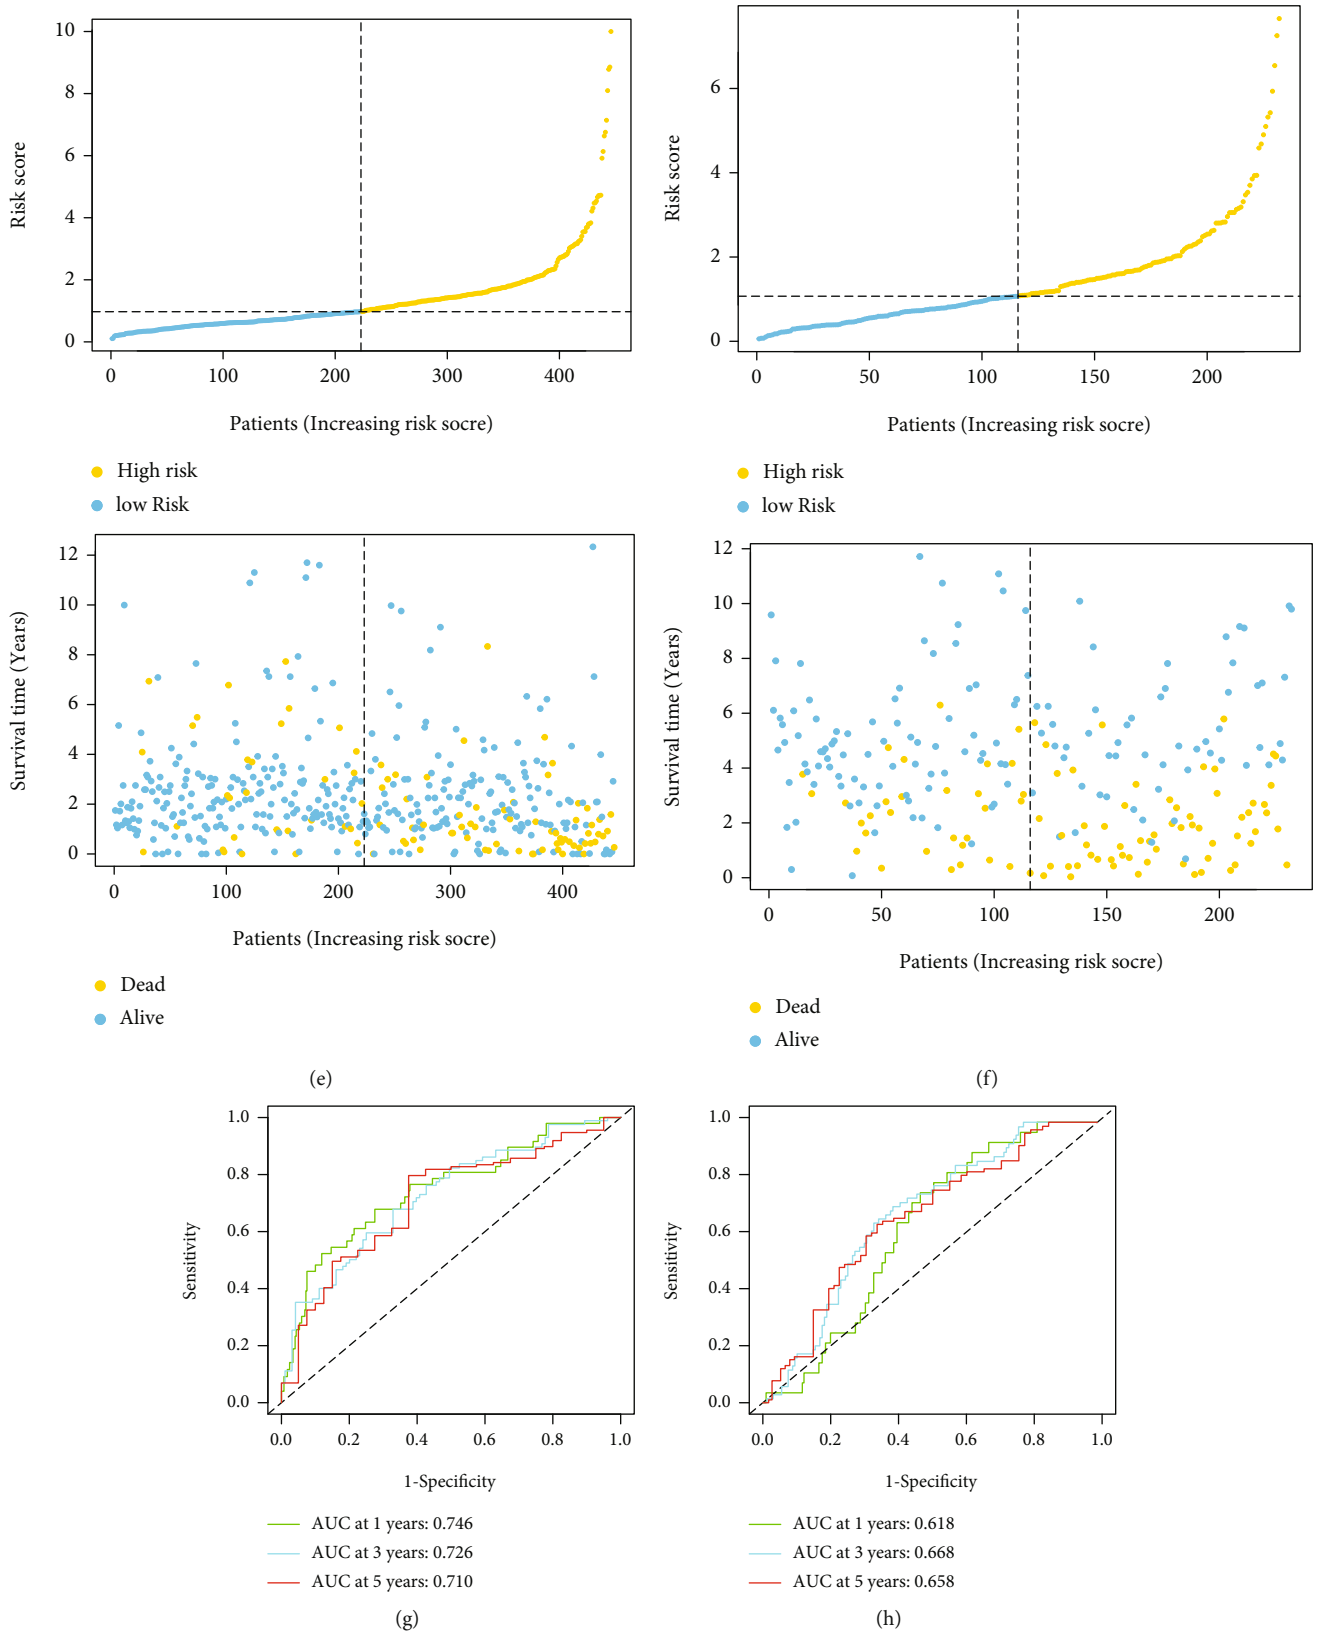 10
8
6
4
2
0
Risk score
0 100 200 300 400
Patients (Increasing risk socre)
High risk
low Risk
6
4
2
0
Risk score
0 50 100 150 200
Patients (Increasing risk socre)
High risk
low Risk
12
10
8
6
4
2
0
Survival time (Years)
0 100 200 300 400
Patients (Increasing risk socre)
Dead
Alive
(e)
12
10
8
6
4
2
0
Survival time (Years)
0 50 100 150 200
Patients (Increasing risk socre)
Dead
Alive
(f)
1.0
0.8
0.6
0.4
0.2
0.0
Sensitivity
0.0 0.2 0.4 0.6 0.8 1.0
1-Specificity
AUC at 1 years: 0.746
AUC at 3 years: 0.726
AUC at 5 years: 0.710
(g)
1.0
0.8
0.6
0.4
0.2
0.0
Sensitivity
0.0 0.2 0.4 0.6 0.8 1.0
1-Specificity
AUC at 1 years: 0.618
AUC at 3 years: 0.668
AUC at 5 years: 0.658
(h)